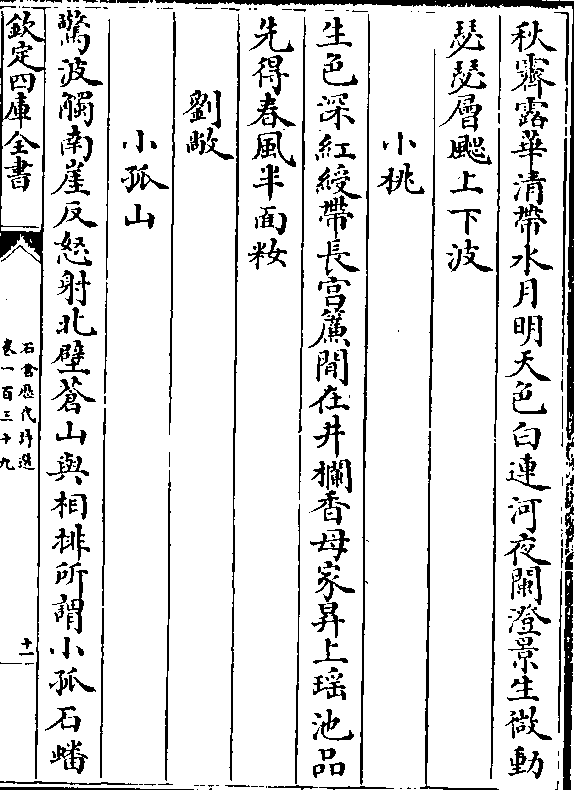 秋霽露華清帶水月明天色白連河夜闌澄景生微動
瑟瑟層颸上下波
小桃
生色深紅綬帶長宫簾閒在井欄香母家昇上瑶池品
先得春風半面粧
劉敞
小孤山
驚波觸南崖反怒射北壁蒼山與相排所謂小孤石蟠
欽定四庫全書
石倉歷代詩選
卷一百三十九
十一